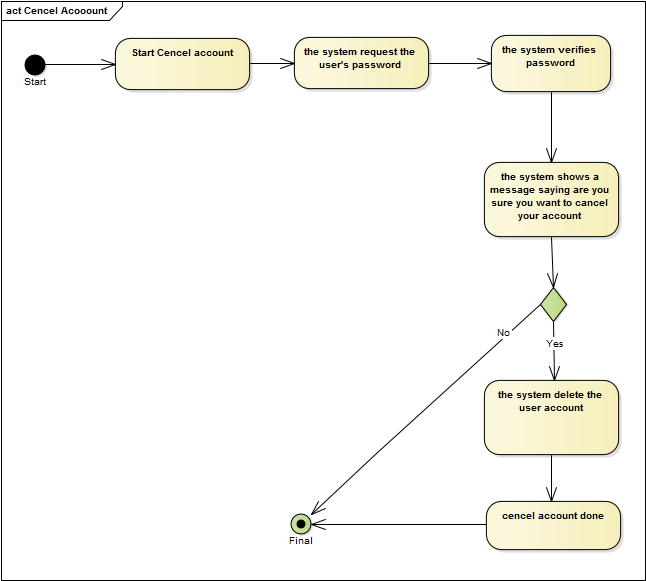 act Cencel Acoount
Start
Start Cencel account
the system request the
user's password
the system verifies
password
the system shows a
message saying are you
sure you want to cancel
your account
No
Yes
the system delete the
user account
cencel account done
Final